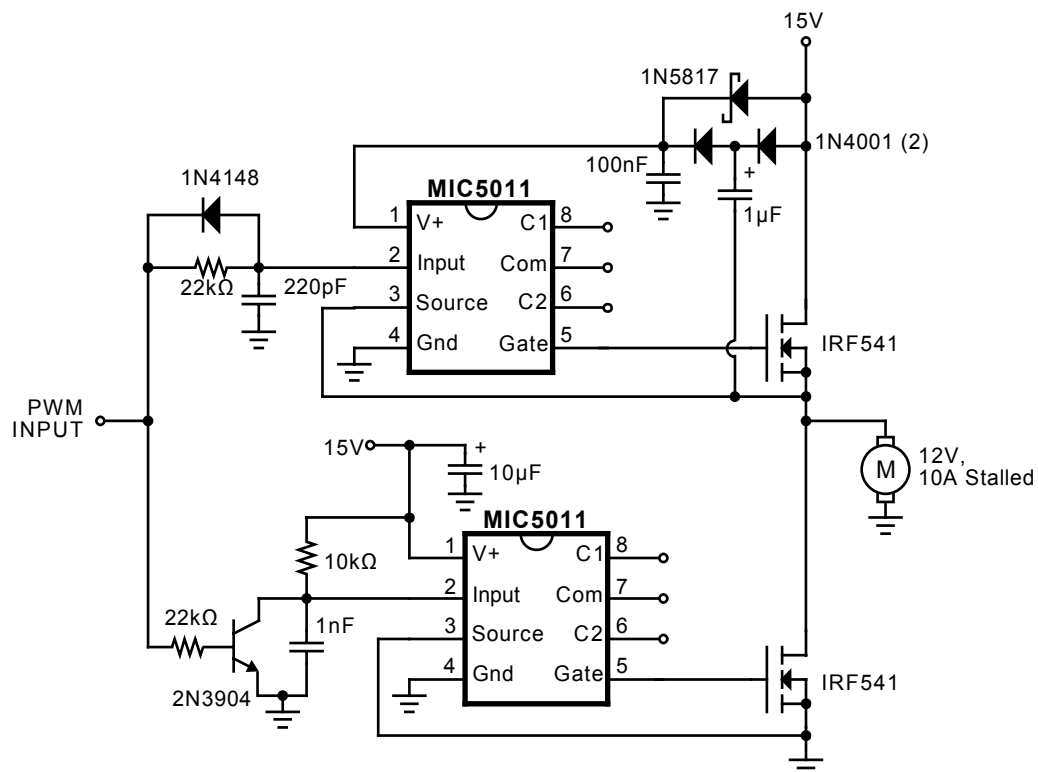 15V
1N5817
1N4001 (2)
100nF
+
1µF
1N4148
MIC5011
1 V+ C1 8
2 Input Com 7
3 Source C2 6
4 Gnd Gate 5
22kΩ
220pF
IRF541
PWM
INPUT
15V
+
10µF
M
12V,
10A Stalled
MIC5011
1 V+ C1 8
2 Input Com 7
3 Source C2 6
4 Gnd Gate 5
10kΩ
22kΩ
1nF
2N3904
IRF541